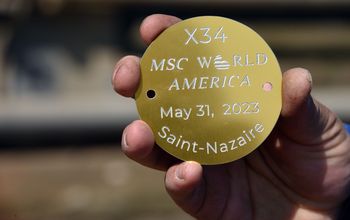 X34
MSC WORLD
AMERICA
May 31, 2023
Saint-Nazaire